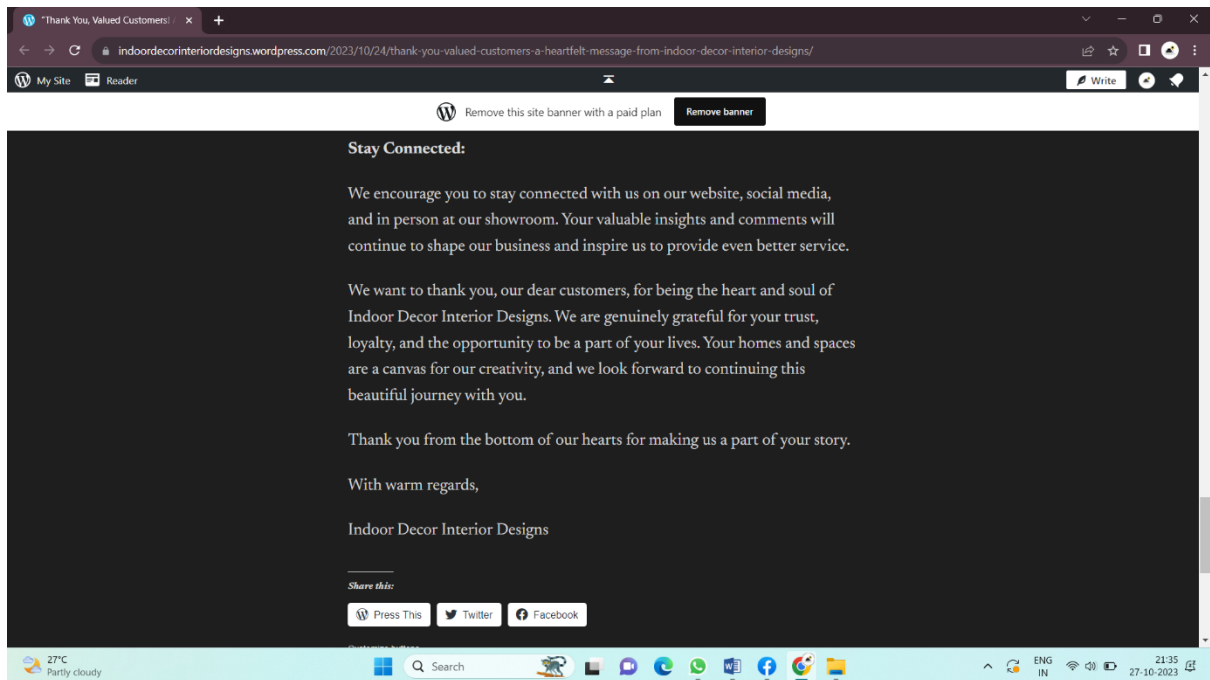 "Thank You, Valued Customers! /
indoordecorinteriordesigns.wordpress.com/2023/10/24/thank-you-valued-customers-a-heartfelt-message-from-indoor-decor-interior-designs/
My Site Reader Write
Remove this site banner with a paid plan Remove banner
Stay Connected:
We encourage you to stay connected with us on our website, social media,
and in person at our showroom. Your valuable insights and comments will
continue to shape our business and inspire us to provide even better service.
We want to thank you, our dear customers, for being the heart and soul of
Indoor Decor Interior Designs. We are genuinely grateful for your trust,
loyalty, and the opportunity to be a part of your lives. Your homes and spaces
are a canvas for our creativity, and we look forward to continuing this
beautiful journey with you.
Thank you from the bottom of our hearts for making us a part of your story.
With warm regards,
Indoor Decor Interior Designs
Share this:
Press This Twitter Facebook
27°C
Partly cloudy
Search
ENG
IN
21:35
27-10-2023